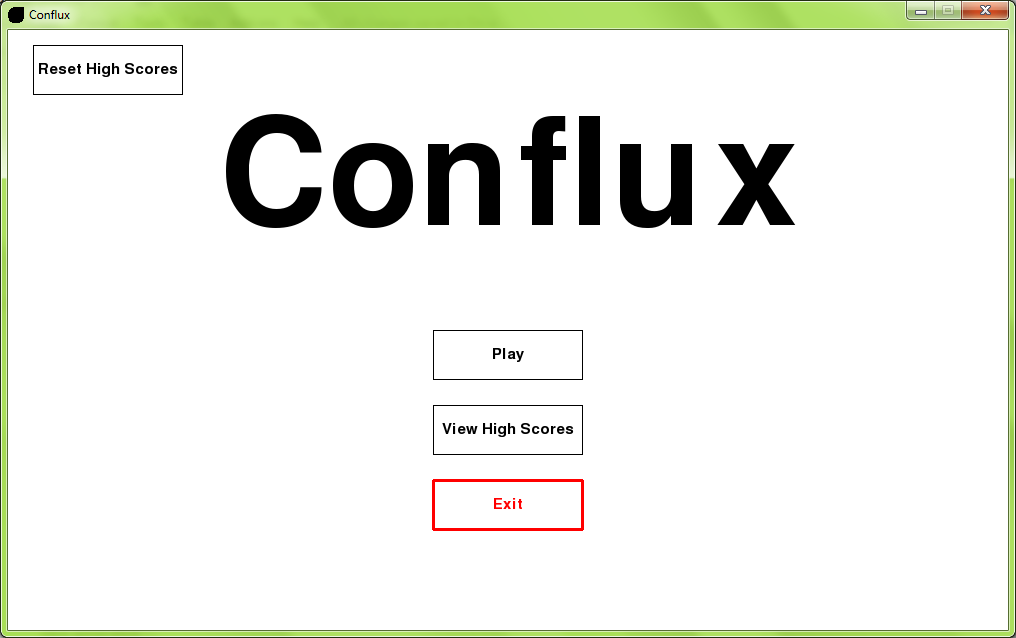 Conflux
Reset High Scores
Conflux
Play
View High Scores
Exit